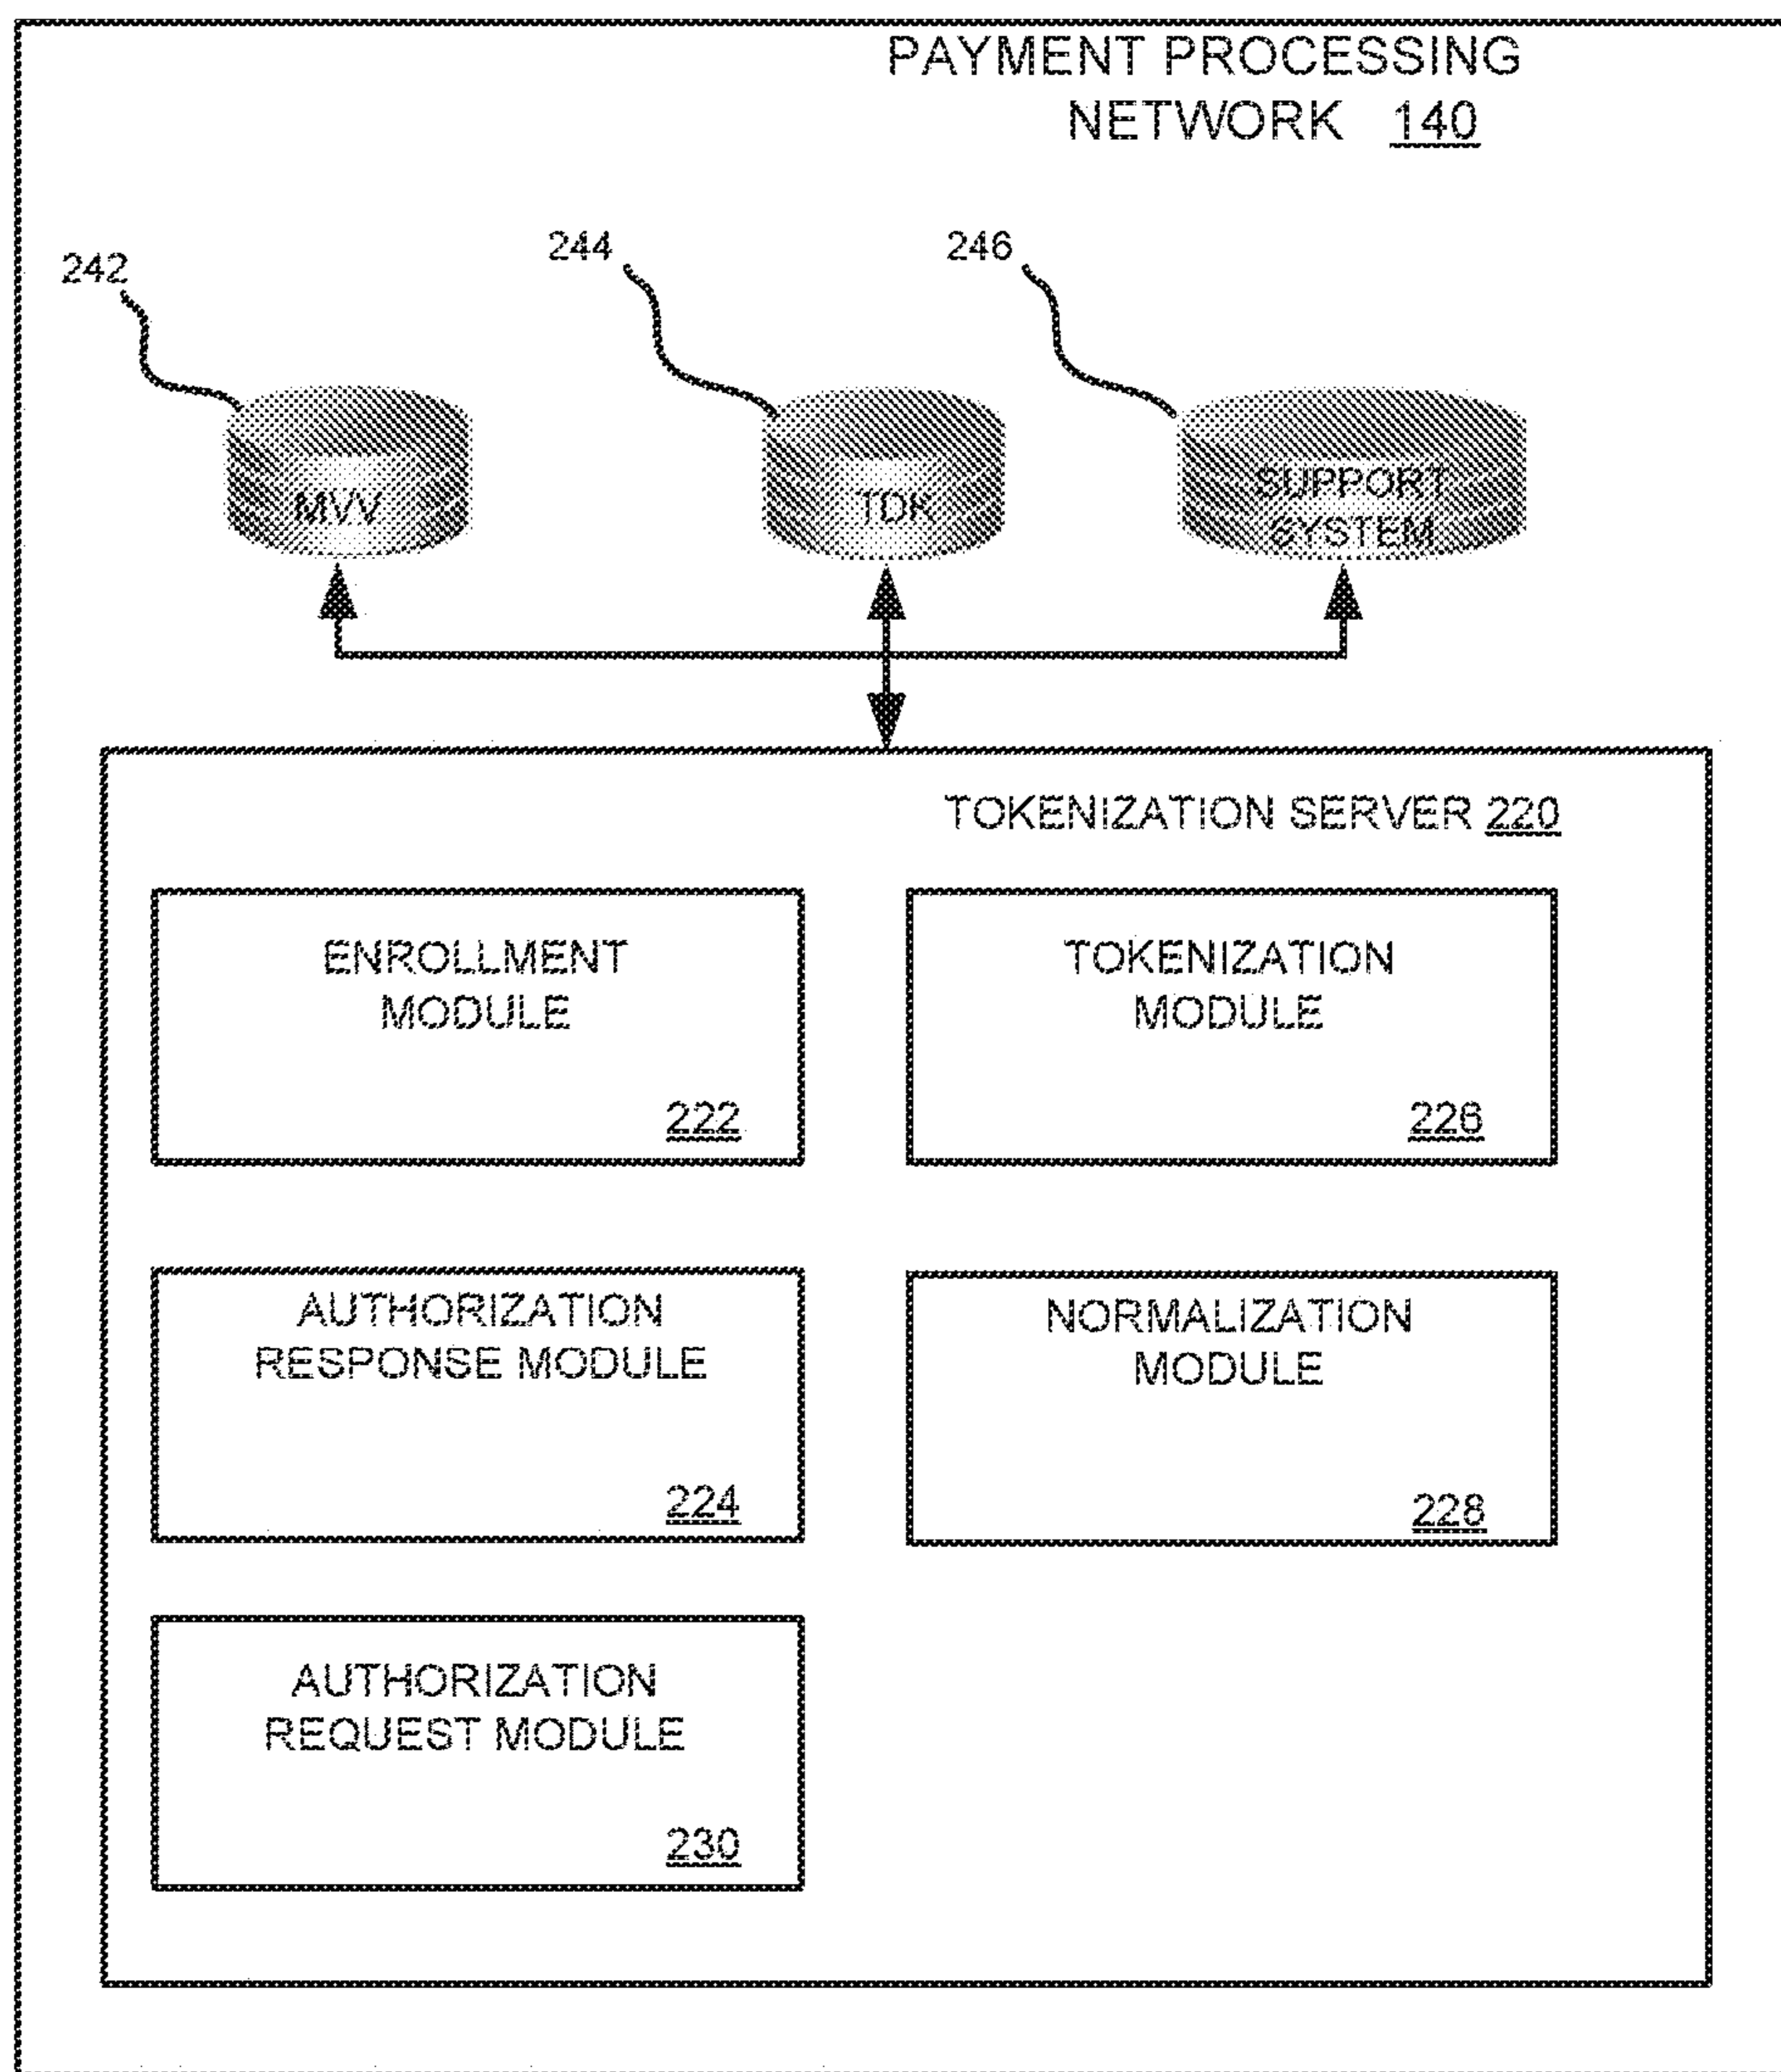 PAYMENT PROCESSING
NETWORK 140
242
244
246
MVV
TDK
SUPPORT
SYSTEM
TOKENIZATION SERVER 220
ENROLLMENT
MODULE
222
TOKENIZATION
MODULE
226
AUTHORIZATION
RESPONSE MODULE
224
NORMALIZATION
MODULE
228
AUTHORIZATION
REQUEST MODULE
230